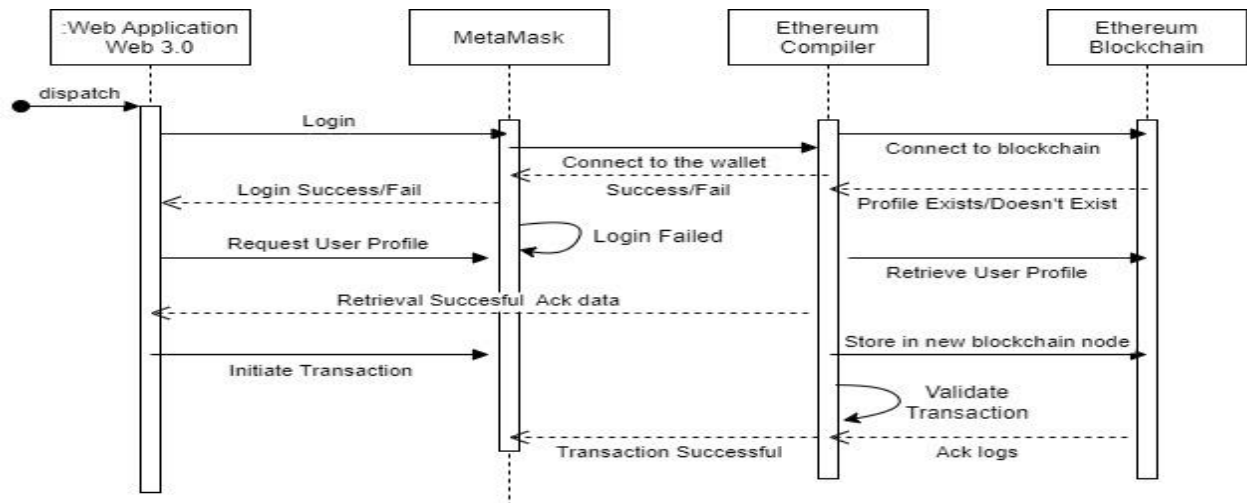 :Web Application
Web 3.0
MetaMask
Ethereum
Compiler
Ethereum
Blockchain
dispatch
Login
Connect to the wallet
Connect to blockchain
Login Success/Fail
Success/Fail
Profile Exists/Doesn't Exist
Login Failed
Request User Profile
Retrieve User Profile
Retrieval Succesful Ack data
Store in new blockchain node
Initiate Transaction
Validate
Transaction
Transaction Successful
Ack logs